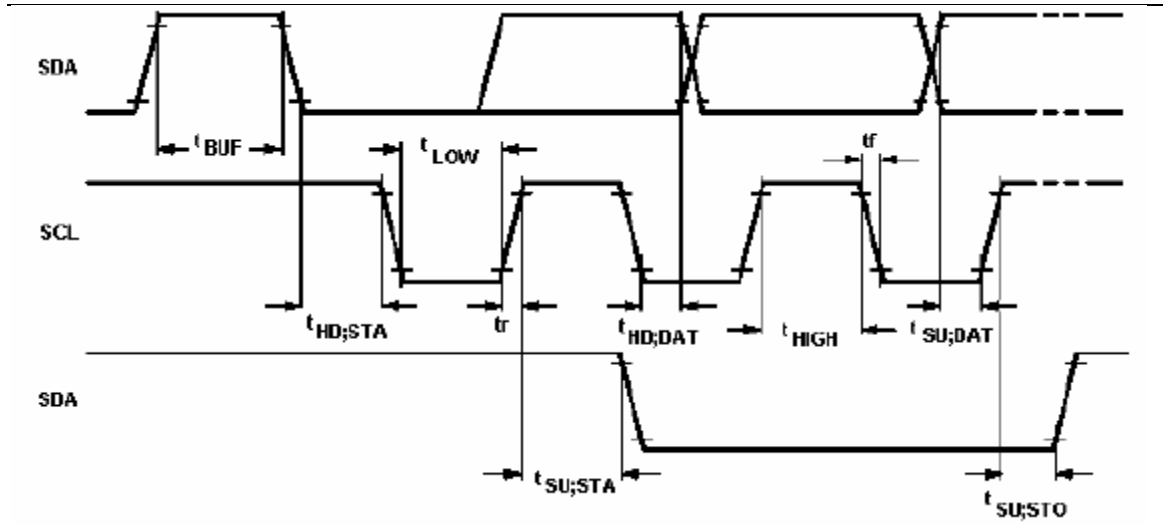 SDA
tBUF
tLOW
tf
SCL
tHD;STA
tr
tHD;DAT
tHIGH
tSU;DAT
SDA
tSU;STA
tSU;STO